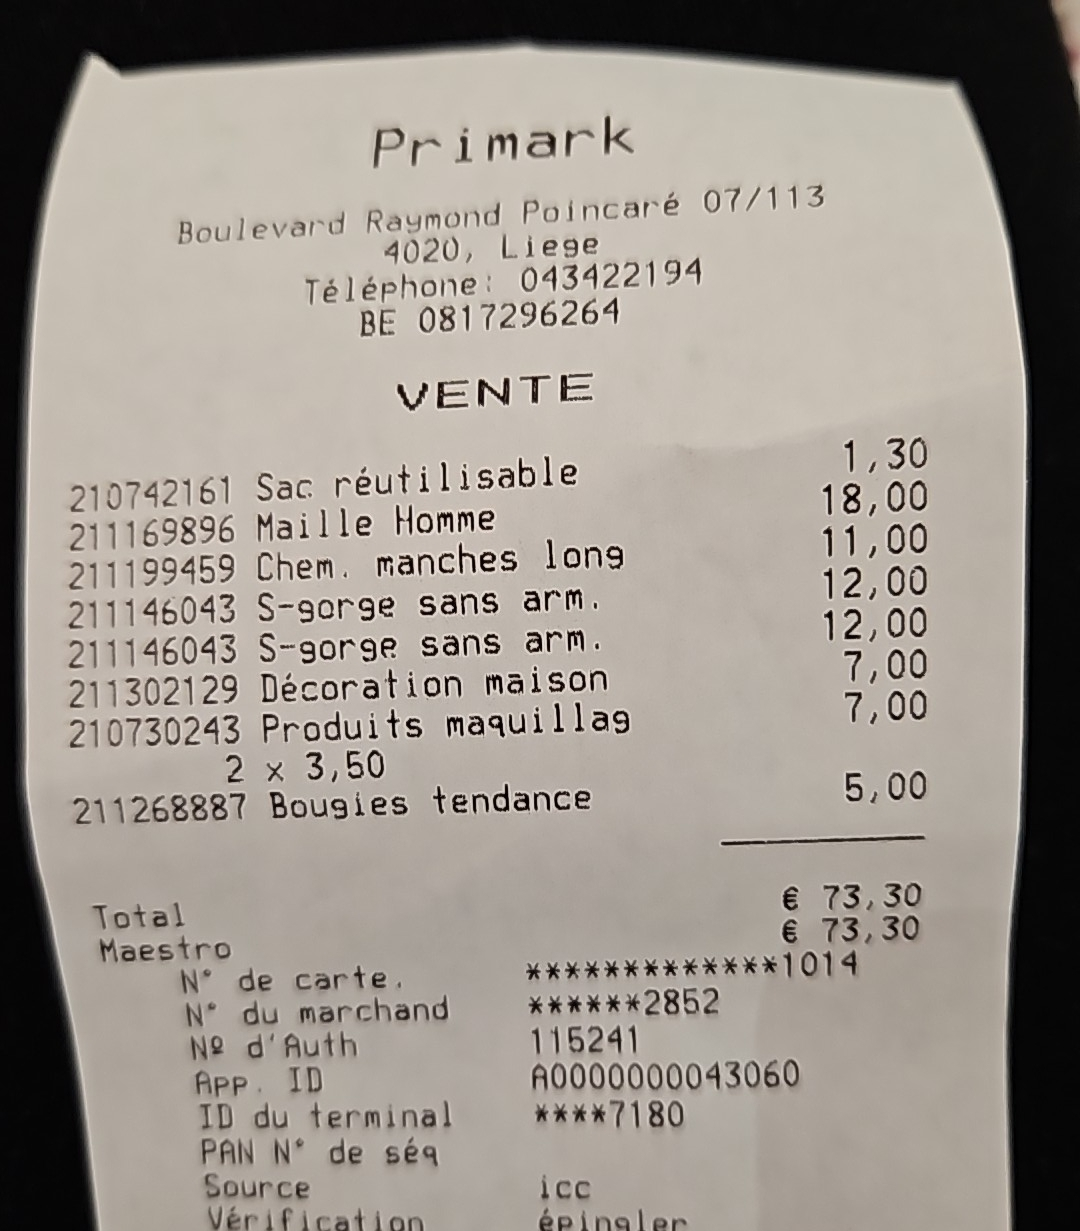 Primark
Boulevard Raymond Poincaré 07/113
4020, Liege
Téléphone: 043422194
BE 0817296264
VENTE
210742161 Sac réutilisable 1,30
211169896 Maille Homme 18,00
211199459 Chem. manches long 11,00
211146043 S-gorge sans arm. 12,00
211146043 S-gorge sans arm. 12,00
211302129 Décoration maison 7,00
210730243 Produits maquillag 7,00
2 x 3,50
211268887 Bougies tendance 5,00
Total € 73,30
Maestro € 73,30
N° de carte. *************1014
N° du marchand ******2852
Nº d'Auth 115241
App. ID A0000000043060
ID du terminal ****7180
PAN N° de séq
Source icc
Vérification épingler